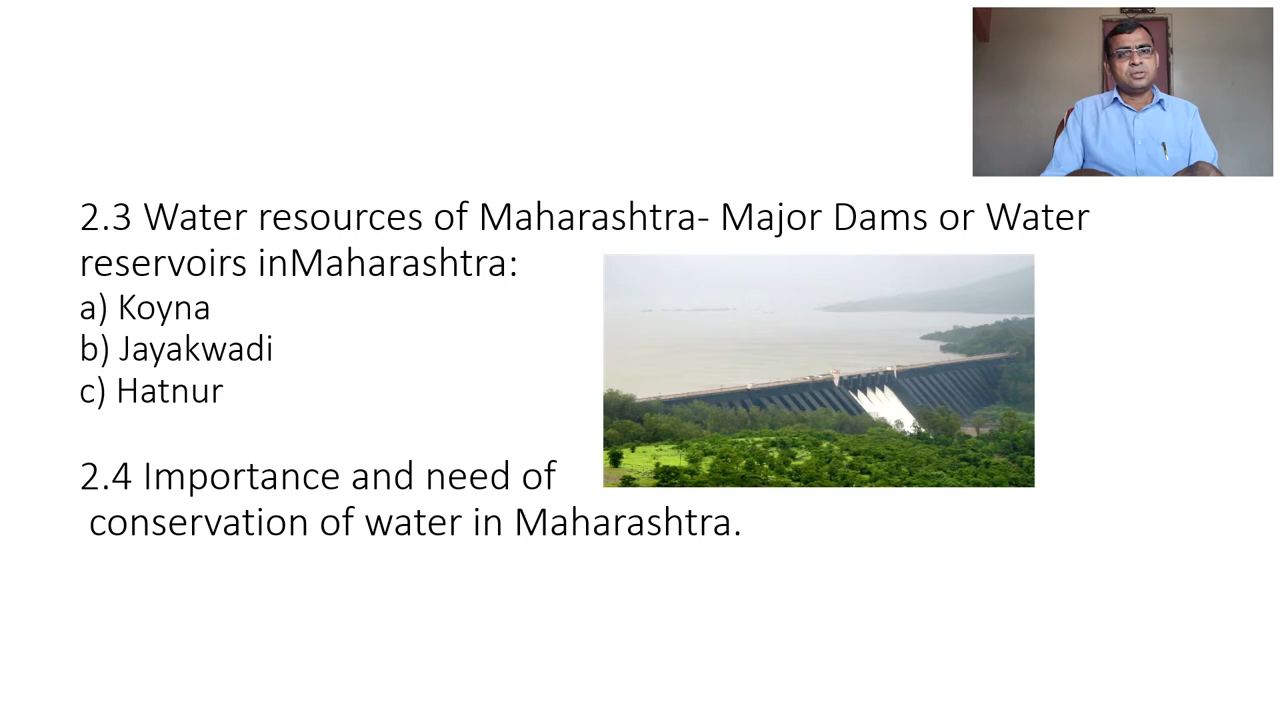 2.3 Water resources of Maharashtra- Major Dams or Water
reservoirs inMaharashtra:
a) Koyna
b) Jayakwadi
c) Hatnur
2.4 Importance and need of
conservation of water in Maharashtra.